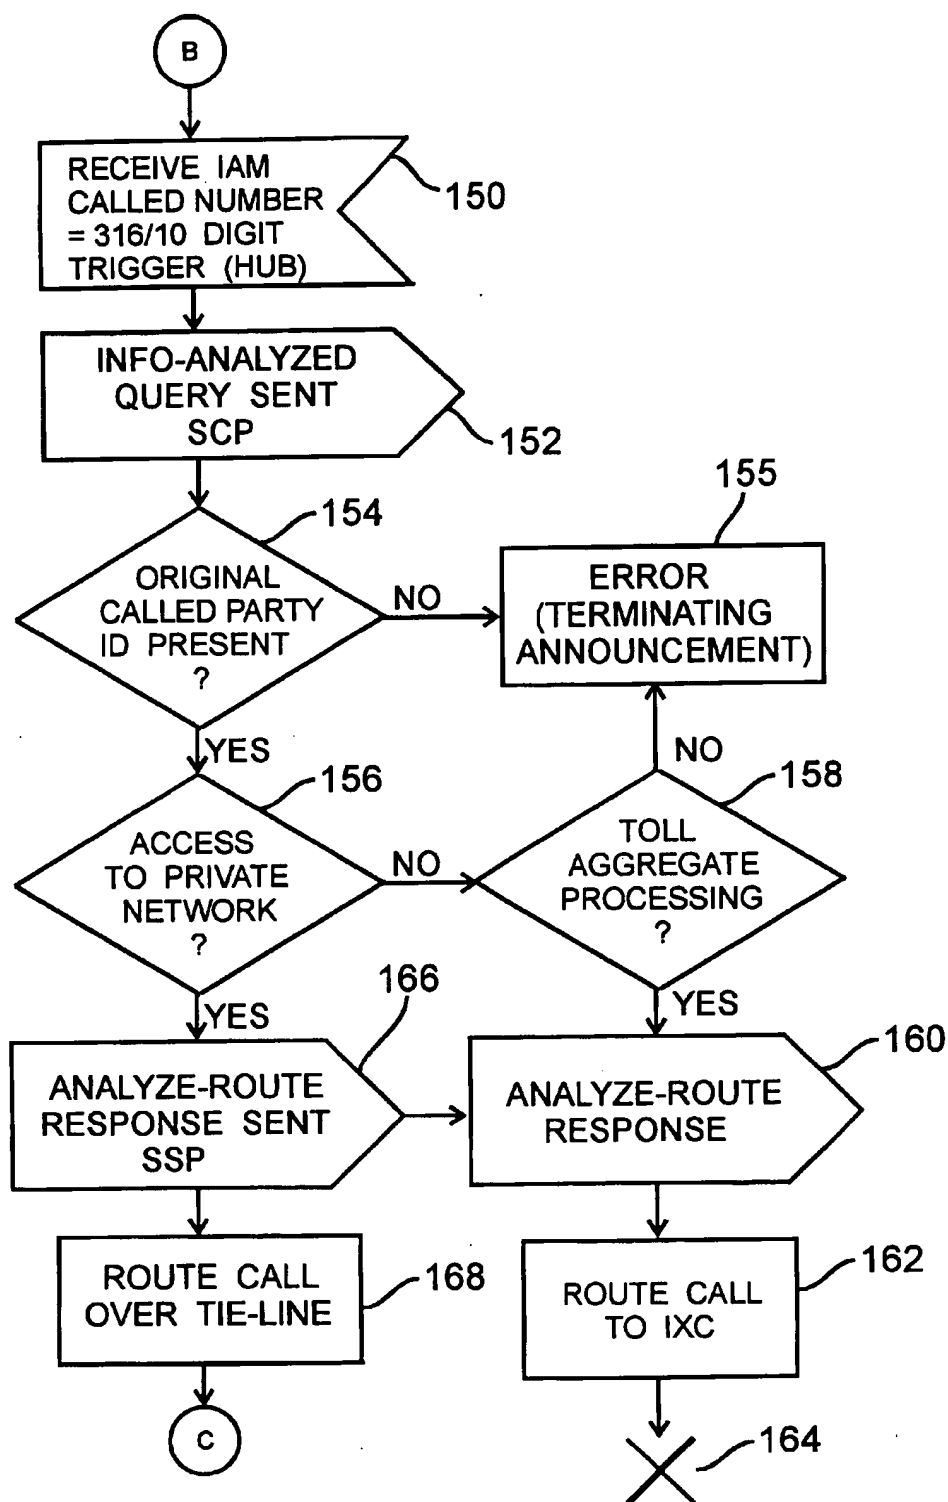 B
RECEIVE IAM
CALLED NUMBER
= 316/10 DIGIT
TRIGGER (HUB)
150
INFO-ANALYZED
QUERY SENT
SCP
152
154
ORIGINAL
CALLED PARTY
ID PRESENT
?
NO
155
ERROR
(TERMINATING
ANNOUNCEMENT)
YES
NO
156
158
ACCESS
TO PRIVATE
NETWORK
?
NO
TOLL
AGGREGATE
PROCESSING
?
YES
166
YES
160
ANALYZE-ROUTE
RESPONSE SENT
SSP
ANALYZE-ROUTE
RESPONSE
ROUTE CALL
OVER TIE-LINE
168
ROUTE CALL
TO IXC
162
C
164